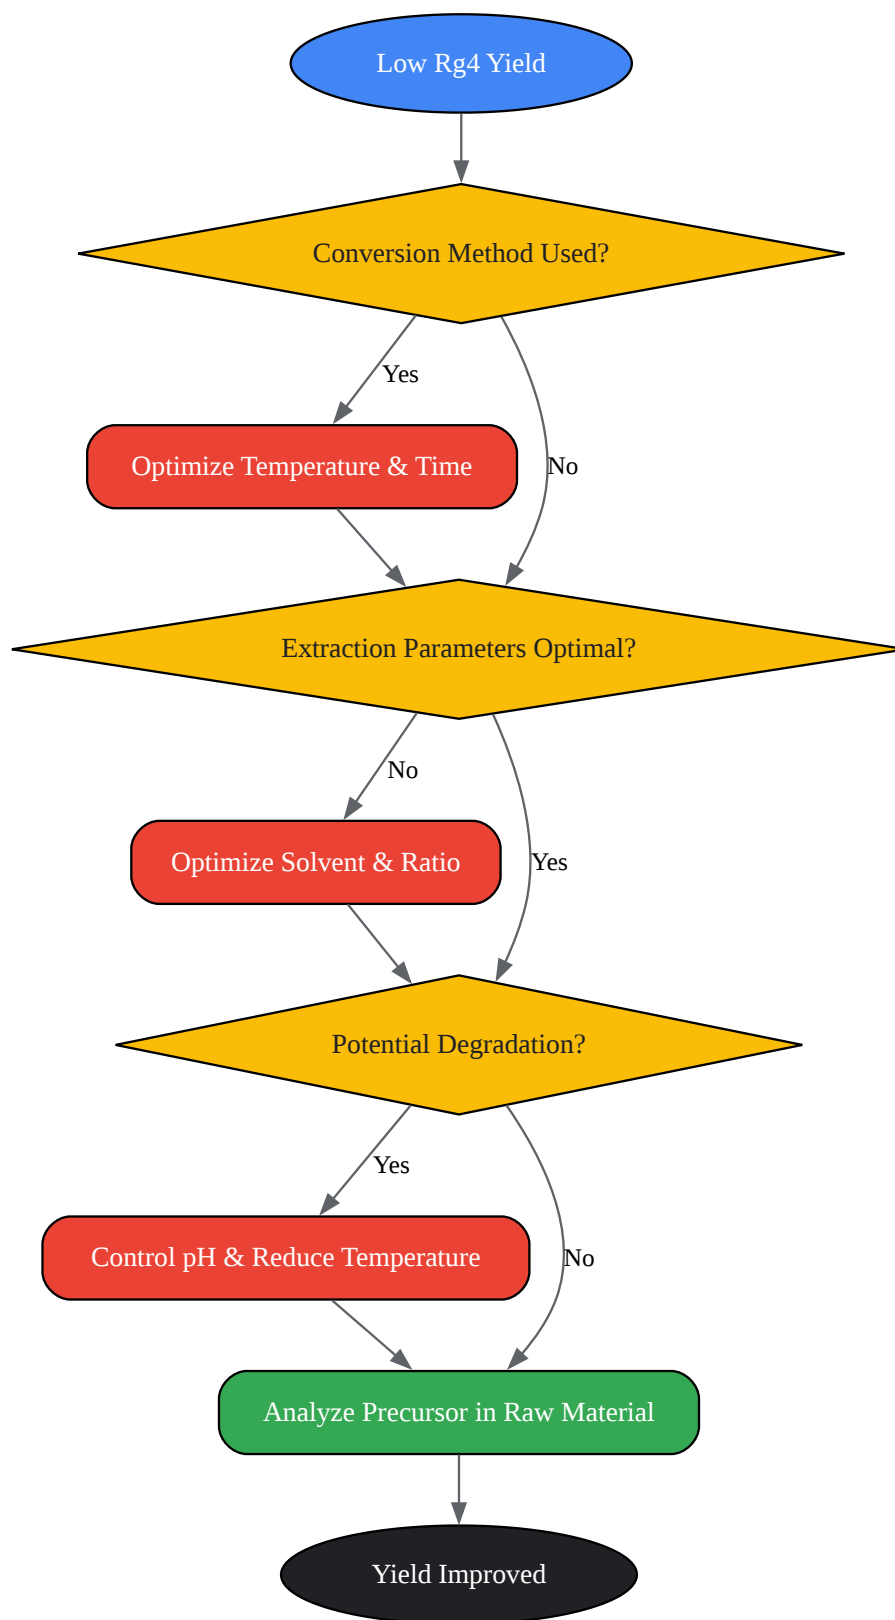 Low Rg4 Yield
Conversion Method Used?
Yes
Optimize Temperature & Time
No
Extraction Parameters Optimal?
No
Optimize Solvent & Ratio
Yes
Potential Degradation?
Yes
Control pH & Reduce Temperature
No
Analyze Precursor in Raw Material
Yield Improved